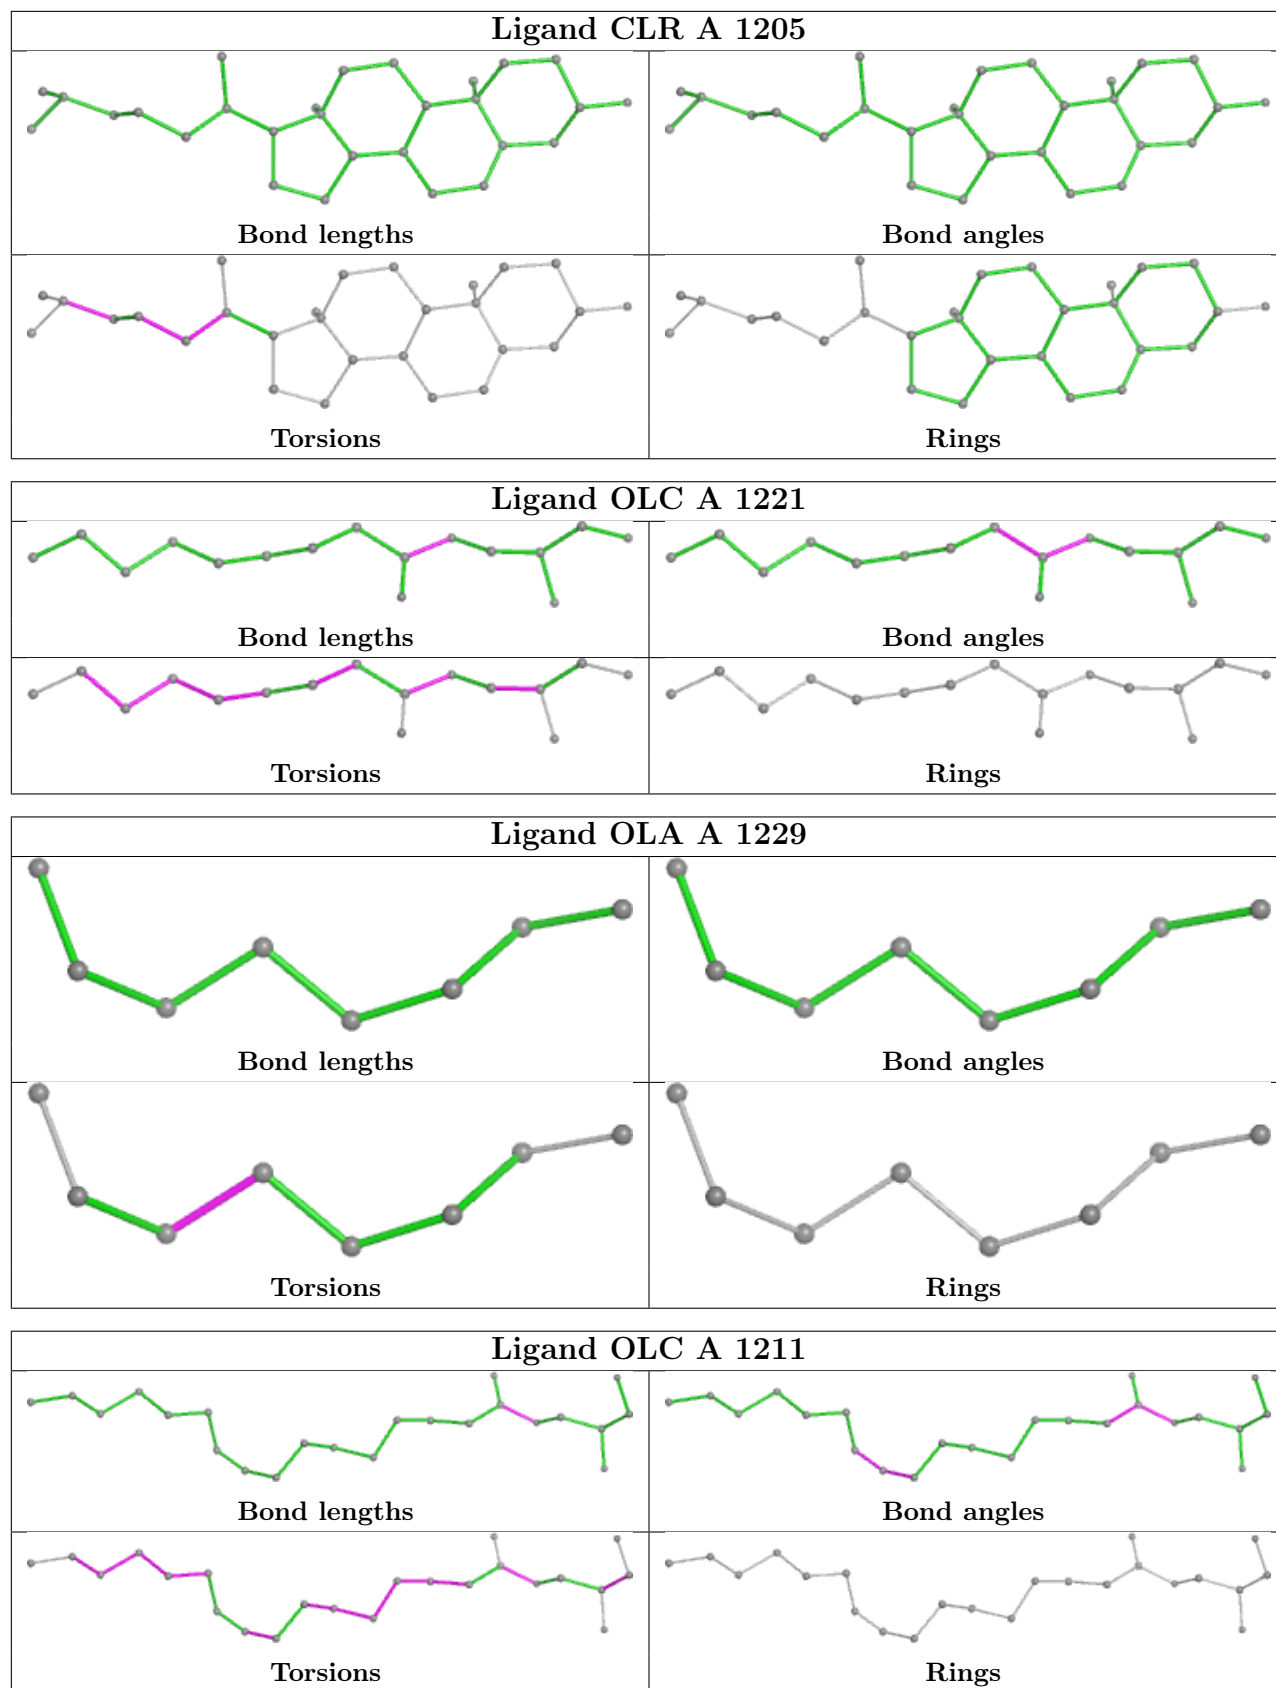 Ligand CLR A 1205
Bond lengths
Bond angles
Torsions
Rings
Ligand OLC A 1221
Bond lengths
Bond angles
Torsions
Rings
Ligand OLA A 1229
Bond lengths
Bond angles
Torsions
Rings
Ligand OLC A 1211
Bond lengths
Bond angles
Torsions
Rings